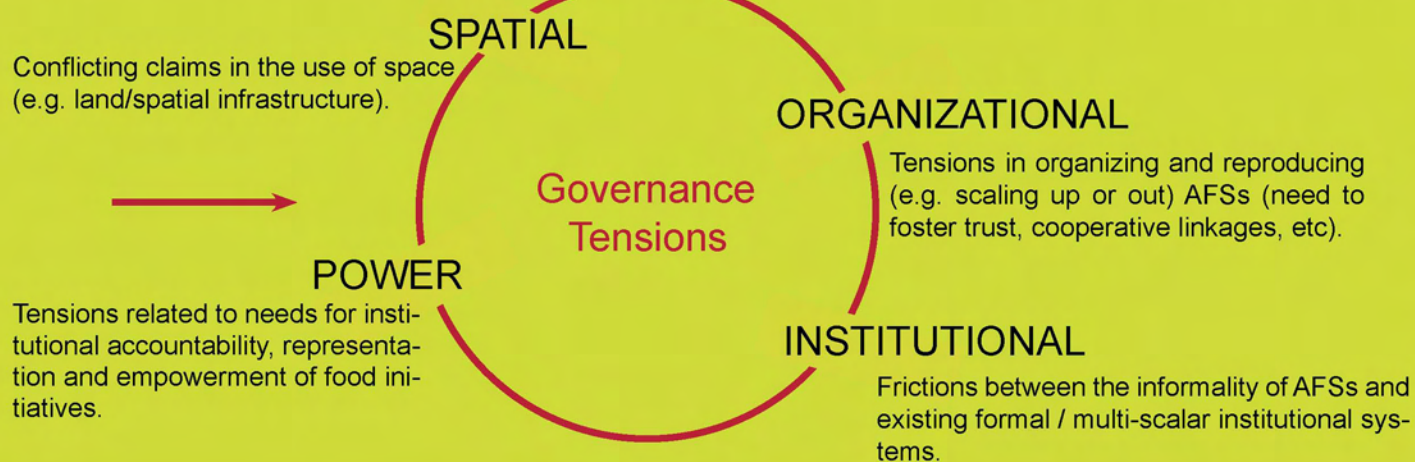 SPATIAL
Conflicting claims in the use of space
(e.g. land/spatial infrastructure).
ORGANIZATIONAL
Tensions in organizing and reproducing
(e.g. scaling up or out) AFSs (need to
foster trust, cooperative linkages, etc).
Governance
Tensions
POWER
Tensions related to needs for insti-
tutional accountability, representa-
tion and empowerment of food ini-
tiatives.
INSTITUTIONAL
Frictions between the informality of AFSs and
existing formal / multi-scalar institutional sys-
tems.